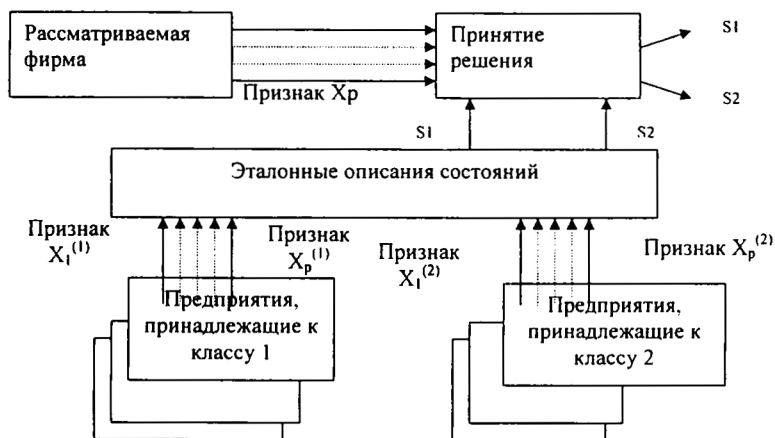 Рассматриваемая
фирма
Признак Хр
Принятие
решения
S1
S2
S1
S2
Эталонные описания состояний
Признак
X₁⁽¹⁾
Признак
Xₚ⁽¹⁾
Признак
X₁⁽²⁾
Признак Xₚ⁽²⁾
Предприятия,
принадлежащие к
классу 1
Предприятия,
принадлежащие к
классу 2